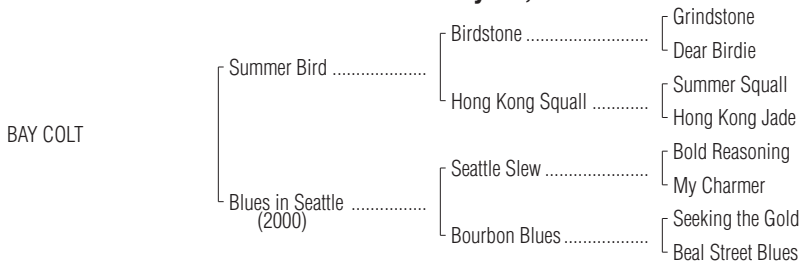 Grindstone
Birdstone ..........................
Dear Birdie
Summer Bird ....................
Summer Squall
Hong Kong Squall ............
Hong Kong Jade
BAY COLT
Bold Reasoning
Seattle Slew ......................
My Charmer
Blues in Seattle ................
(2000)
Seeking the Gold
Bourbon Blues ..................
Beal Street Blues